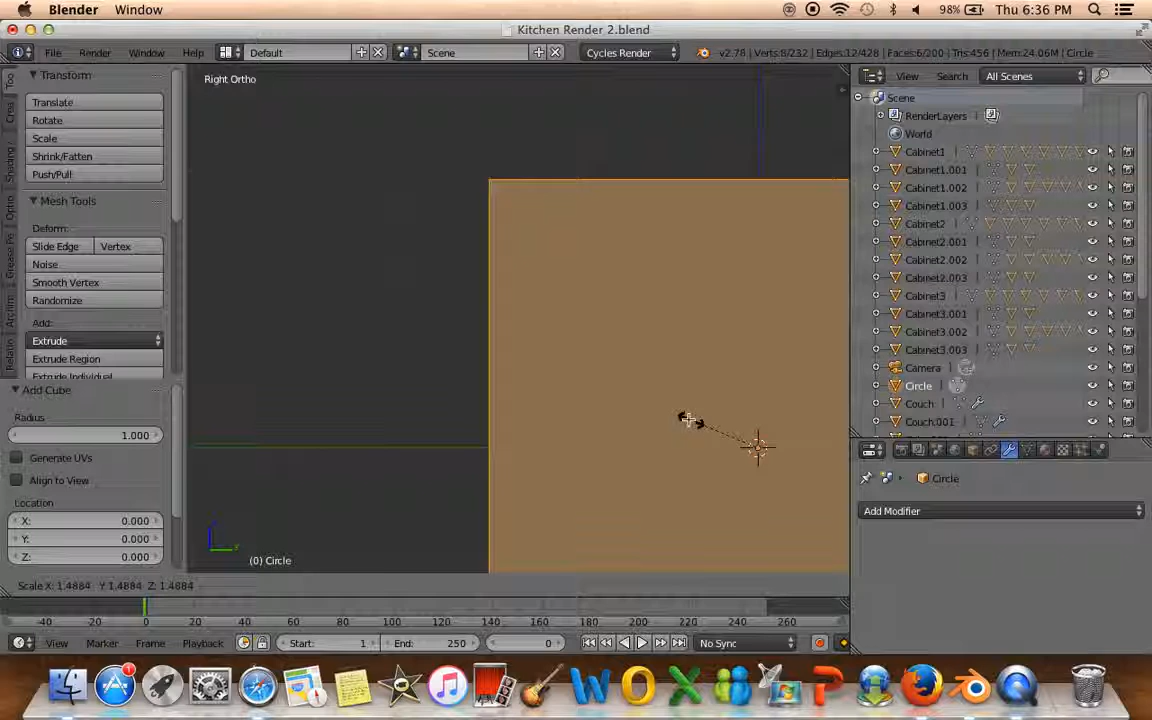 Blender Window 98% Thu 6:36 PM
Kitchen Render 2.blend
File Render Window Help Default Scene Cycles Render v2.78 | Verts:8/232 | Edges:12/428 | Faces:6/200 | Tris:456 | Mem:24.06M | Circle
Transform
Translate
Rotate
Scale
Shrink/Fatten
Push/Pull
Mesh Tools
Deform:
Slide Edge Vertex
Noise
Smooth Vertex
Randomize
Add:
Extrude
Extrude Region
Extrude Individual
Add Cube
Radius
1.000
Generate UVs
Align to View
Location
X: 0.000
Y: 0.000
Z: 0.000
Right Ortho
(0) Circle
Scale X: 1.4884 Y: 1.4884 Z: 1.4884
View Search All Scenes
Scene
RenderLayers
World
Cabinet1
Cabinet1.001
Cabinet1.002
Cabinet1.003
Cabinet2
Cabinet2.001
Cabinet2.002
Cabinet2.003
Cabinet3
Cabinet3.001
Cabinet3.002
Cabinet3.003
Camera
Circle
Couch
Couch.001
Circle
Add Modifier
-40 -20 0 20 40 60 80 100 120 140 160 180 200 220 240 260
View Marker Frame Playback Start: 1 End: 250 0 No Sync